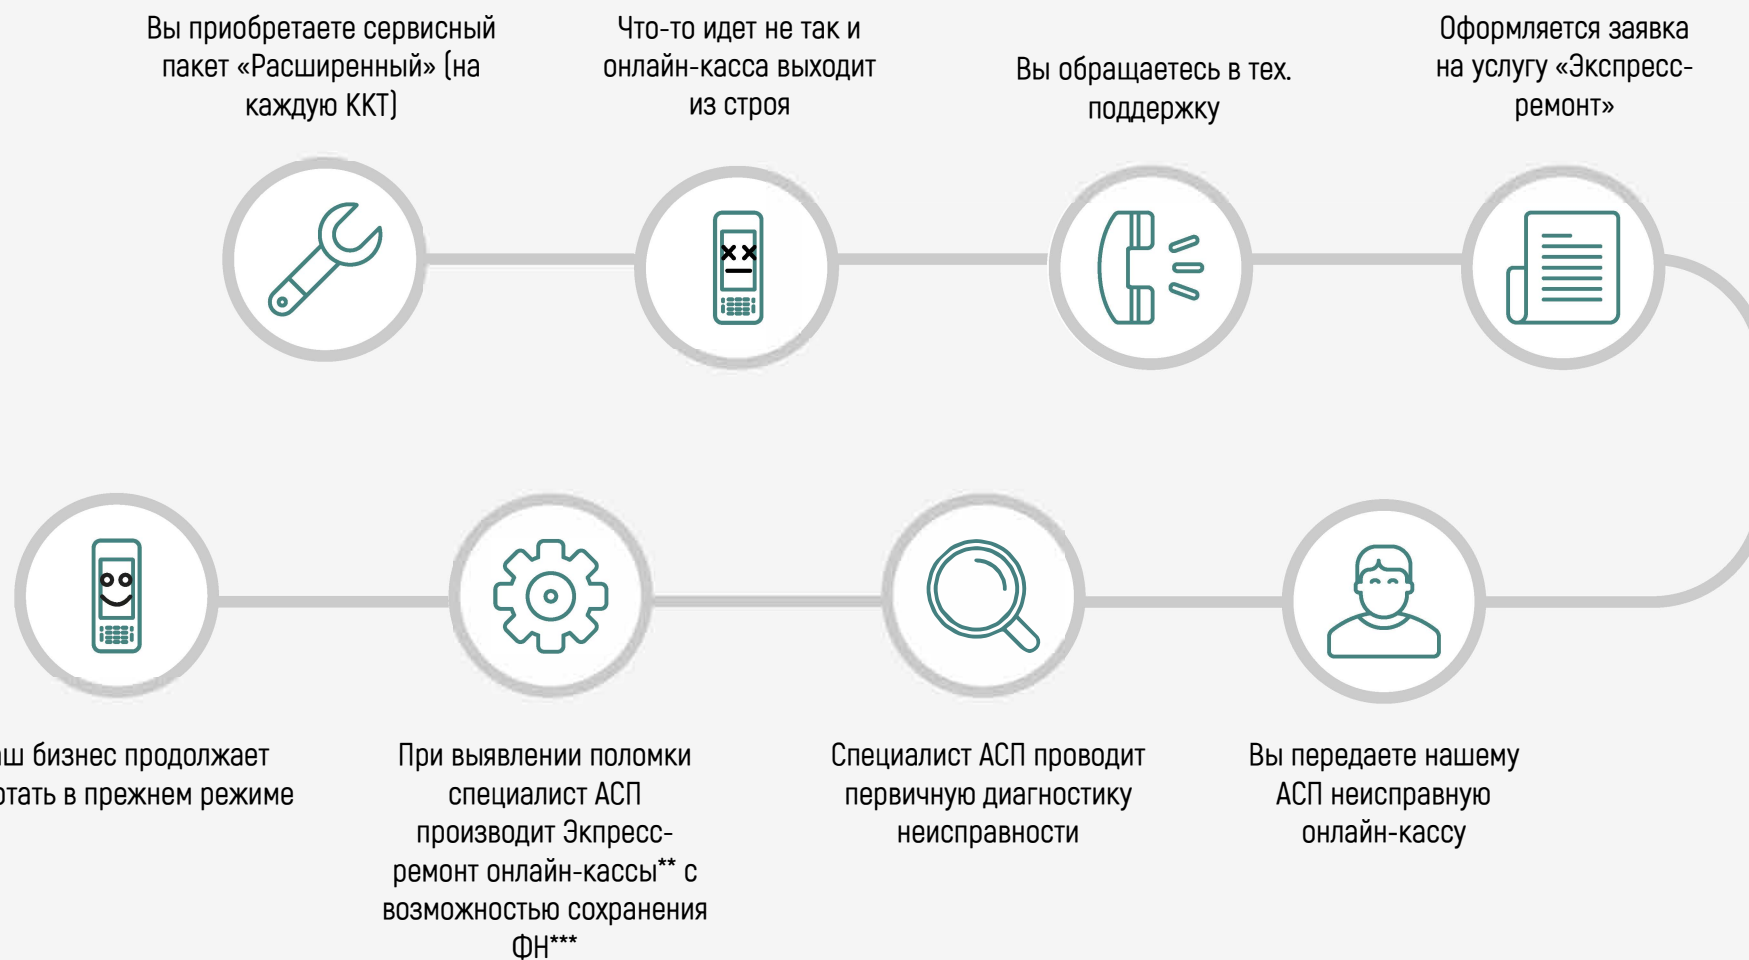 Вы приобретаете сервисный
пакет «Расширенный» (на
каждую ККТ)
Что-то идет не так и
онлайн-касса выходит
из строя
Вы обращаетесь в тех.
поддержку
Оформляется заявка
на услугу «Экспресс-
ремонт»
Вы передаете нашему
АСП неисправную
онлайн-кассу
Специалист АСП проводит
первичную диагностику
неисправности
При выявлении поломки
специалист АСП
производит Экпресс-
ремонт онлайн-кассы** с
возможностью сохранения
ФН***
бизнес продолжает
в прежнем режиме